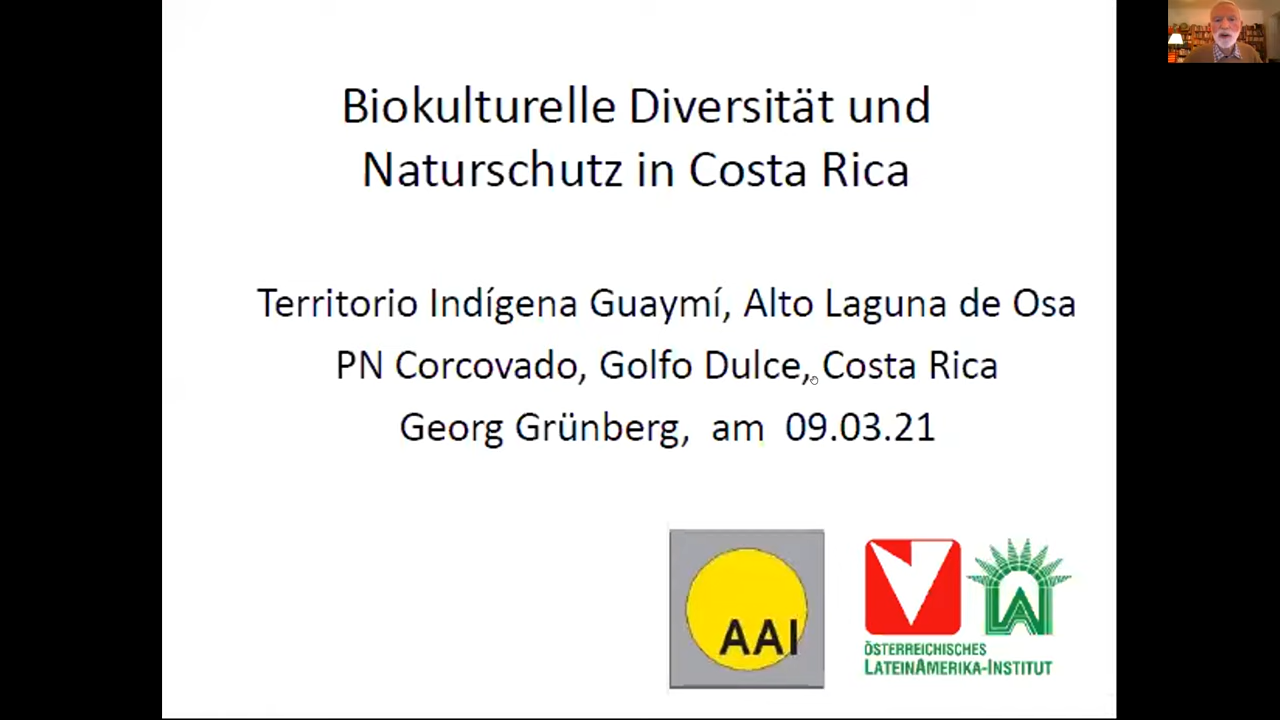 Biokulturelle Diversität und
Naturschutz in Costa Rica
Territorio Indígena Guaymí, Alto Laguna de Osa
PN Corcovado, Golfo Dulce, Costa Rica
Georg Grünberg, am 09.03.21
AAI
LAI
ÖSTERREICHISCHES
LATEINAMERIKA-INSTITUT